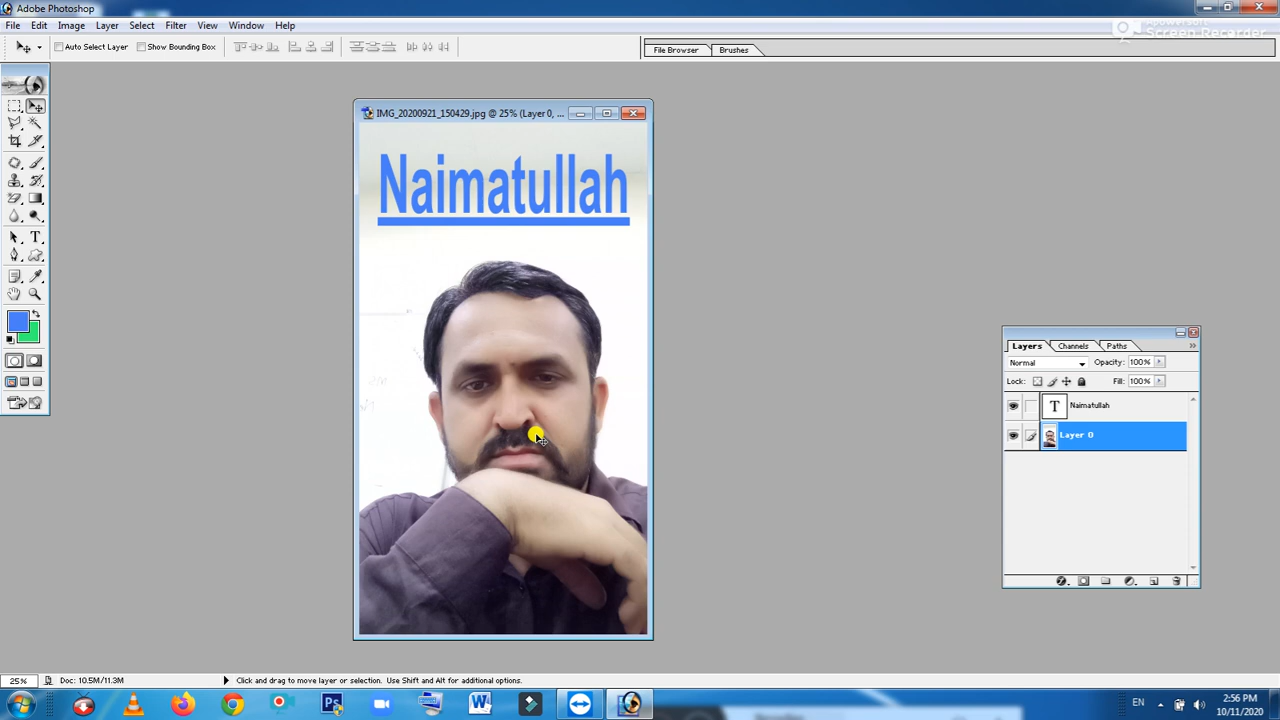 Adobe Photoshop
File Edit Image Layer Select Filter View Window Help
Auto Select Layer Show Bounding Box
File Browser Brushes
Apowersoft
Screen Recorder
IMG_20200921_150429.jpg @ 25% (Layer 0, ...
Naimatullah
Layers Channels Paths
Normal Opacity: 100%
Lock: Fill: 100%
T Naimatullah
Layer 0
25% Doc: 10.5M/11.3M Click and drag to move layer or selection. Use Shift and Alt for additional options.
EN 2:56 PM
10/11/2020